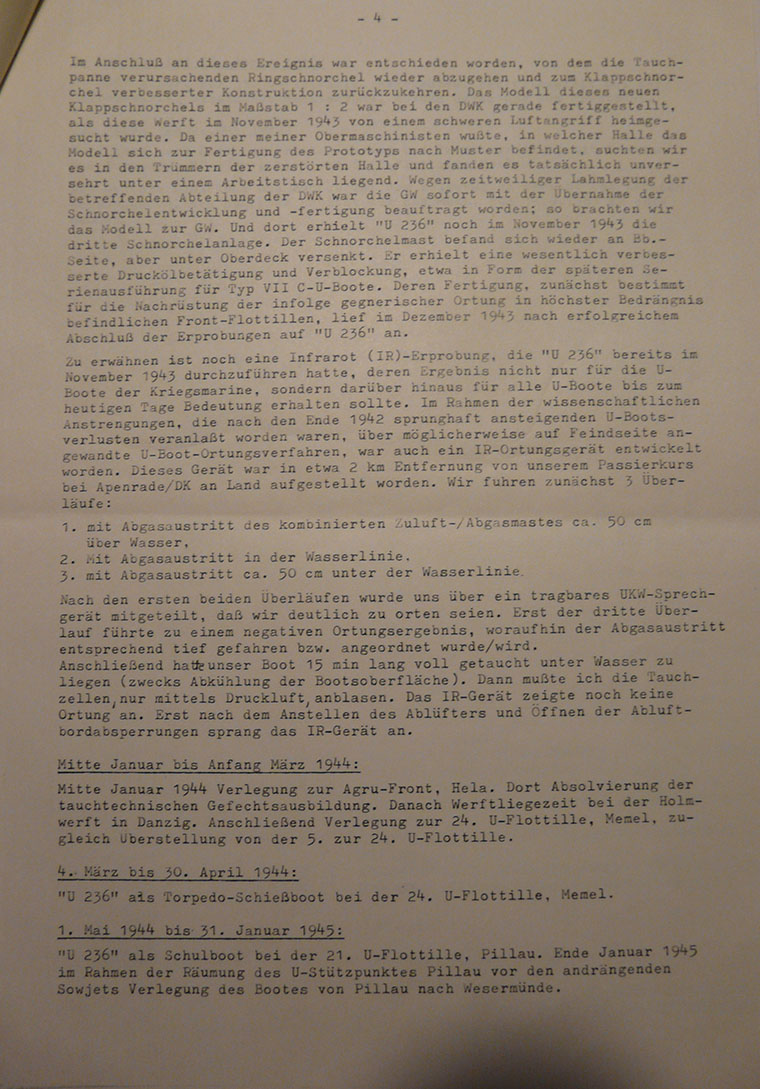 - 4 -
Im Anschluß an dieses Ereignis war entschieden worden, von dem die Tauch-
panne verursachenden Ringschnorchel wieder abzugehen und zum Klappschnor-
chel verbesserter Konstruktion zurückzukehren. Das Modell dieses neuen
Klappschnorchels im Maßstab 1 : 2 war bei den DWK gerade fertiggestellt,
als diese Werft im November 1943 von einem schweren Luftangriff heimge-
sucht wurde. Da einer meiner Obermaschinisten wußte, in welcher Halle das
Modell sich zur Fertigung des Prototyps nach Muster befindet, suchten wir
es in den Trümmern der zerstörten Halle und fanden es tatsächlich unver-
sehrt unter einem Arbeitstisch liegend. Wegen zeitweiliger Lahmlegung der
betreffenden Abteilung der DWK war die GW sofort mit der Übernahme der
Schnorchelentwicklung und -fertigung beauftragt worden; so brachten wir
das Modell zur GW. Und dort erhielt "U 236" noch im November 1943 die
dritte Schnorchelanlage. Der Schnorchelmast befand sich wieder an Bb.-
Seite, aber unter Oberdeck versenkt. Er erhielt eine wesentlich verbes-
serte Druckölbetätigung und Verblockung, etwa in Form der späteren Se-
rienausführung für Typ VII C-U-Boote. Deren Fertigung, zunächst bestimmt
für die Nachrüstung der infolge gegnerischer Ortung in höchster Bedrängnis
befindlichen Front-Flottillen, lief im Dezember 1943 nach erfolgreichem
Abschluß der Erprobungen auf "U 236" an.
Zu erwähnen ist noch eine Infrarot (IR)-Erprobung, die "U 236" bereits im
November 1943 durchzuführen hatte, deren Ergebnis nicht nur für die U-
Boote der Kriegsmarine, sondern darüber hinaus für alle U-Boote bis zum
heutigen Tage Bedeutung erhalten sollte. Im Rahmen der wissenschaftlichen
Anstrengungen, die nach den Ende 1942 sprunghaft ansteigenden U-Boots-
verlusten veranlaßt worden waren, über möglicherweise auf Feindseite an-
gewandte U-Boot-Ortungsverfahren, war auch ein IR-Ortungsgerät entwickelt
worden. Dieses Gerät war in etwa 2 km Entfernung von unserem Passierkurs
bei Apenrade/DK an Land aufgestellt worden. Wir fuhren zunächst 3 Über-
läufe:
1. mit Abgasaustritt des kombinierten Zuluft-/Abgasmastes ca. 50 cm
über Wasser,
2. Mit Abgasaustritt in der Wasserlinie.
3. mit Abgasaustritt ca. 50 cm unter der Wasserlinie.
Nach den ersten beiden Überläufen wurde uns über ein tragbares UKW-Sprech-
gerät mitgeteilt, daß wir deutlich zu orten seien. Erst der dritte Über-
lauf führte zu einem negativen Ortungsergebnis, woraufhin der Abgasaustritt
entsprechend tief gefahren bzw. angeordnet wurde/wird.
Anschließend hatte unser Boot 15 min lang voll getaucht unter Wasser zu
liegen (zwecks Abkühlung der Bootsoberfläche). Dann mußte ich die Tauch-
zellen, nur mittels Druckluft, anblasen. Das IR-Gerät zeigte noch keine
Ortung an. Erst nach dem Anstellen des Ablüfters und Öffnen der Abluft-
bordabsperrungen sprang das IR-Gerät an.
Mitte Januar bis Anfang März 1944:
Mitte Januar 1944 Verlegung zur Agru-Front, Hela. Dort Absolvierung der
tauchtechnischen Gefechtsausbildung. Danach Werftliegezeit bei der Holm-
werft in Danzig. Anschließend Verlegung zur 24. U-Flottille, Memel, zu-
gleich Überstellung von der 5. zur 24. U-Flottille.
4. März bis 30. April 1944:
"U 236" als Torpedo-Schießboot bei der 24. U-Flottille, Memel.
1. Mai 1944 bis 31. Januar 1945:
"U 236" als Schulboot bei der 21. U-Flottille, Pillau. Ende Januar 1945
im Rahmen der Räumung des U-Stützpunktes Pillau vor den andrängenden
Sowjets Verlegung des Bootes von Pillau nach Wesermünde.